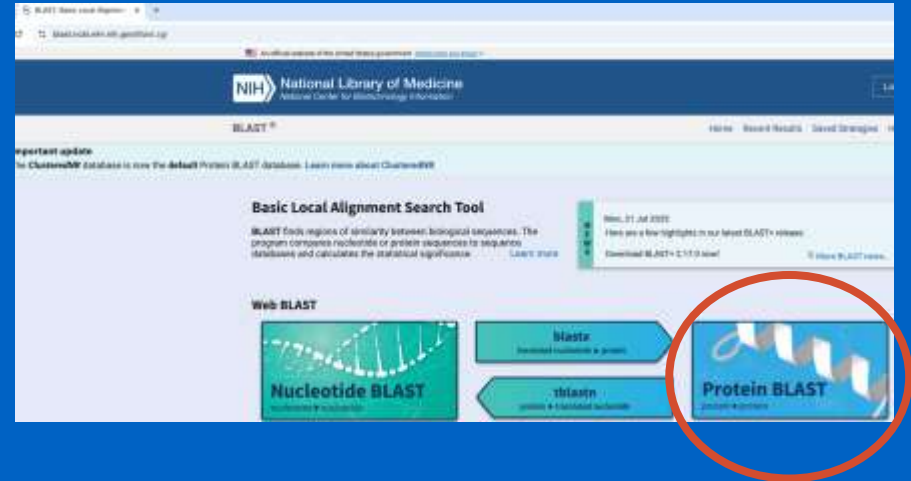 BLAST: Basic Local Alignment
blast.ncbi.nlm.nih.gov/Blast.cgi
An official website of the United States government
NIH
National Library of Medicine
National Center for Biotechnology Information
BLAST ®
Home Recent Results Saved Strategies
mportant update
he ClusteredNR database is now the default Protein BLAST database. Learn more about ClusteredNR
Basic Local Alignment Search Tool
BLAST finds regions of similarity between biological sequences. The
program compares nucleotide or protein sequences to sequence
databases and calculates the statistical significance. Learn more
NEWS
Mon, 21 Jul 2025
Here are a few highlights in our latest BLAST+ release.
Download BLAST+ 2.17.0 now!
More BLAST news...
Web BLAST
Nucleotide BLAST
nucleotide ▸ nucleotide
blastx
translated nucleotide ▸ protein
tblastn
protein ▸ translated nucleotide
Protein BLAST
protein ▸ protein